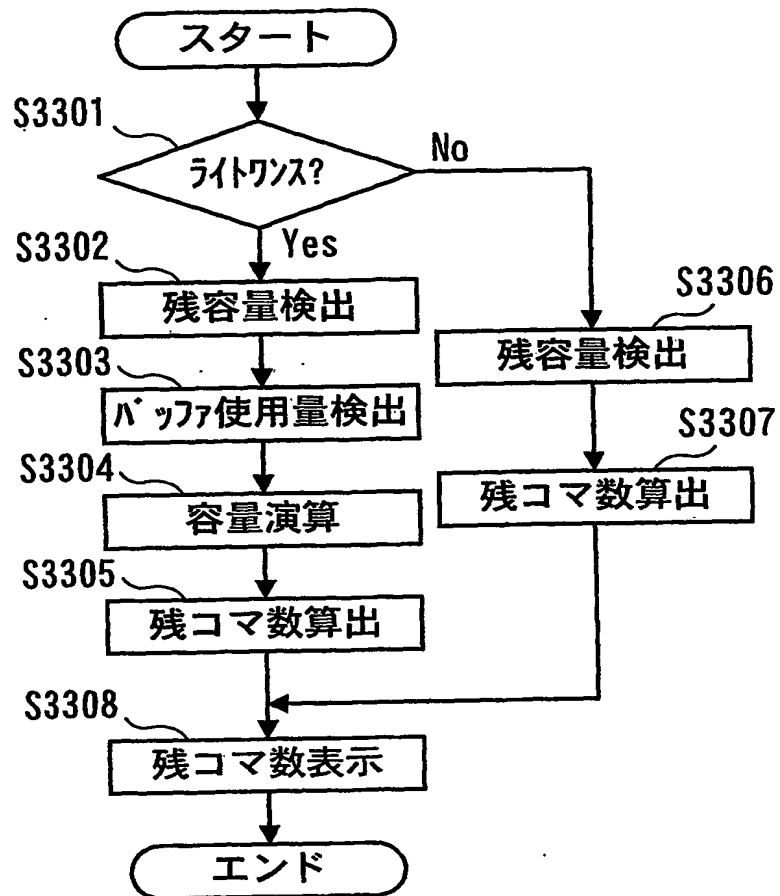 スタート
S3301
ライトワンス?
No
Yes
S3302
残容量検出
S3306
残容量検出
S3303
バッファ使用量検出
S3307
残コマ数算出
S3304
容量演算
S3305
残コマ数算出
S3308
残コマ数表示
エンド